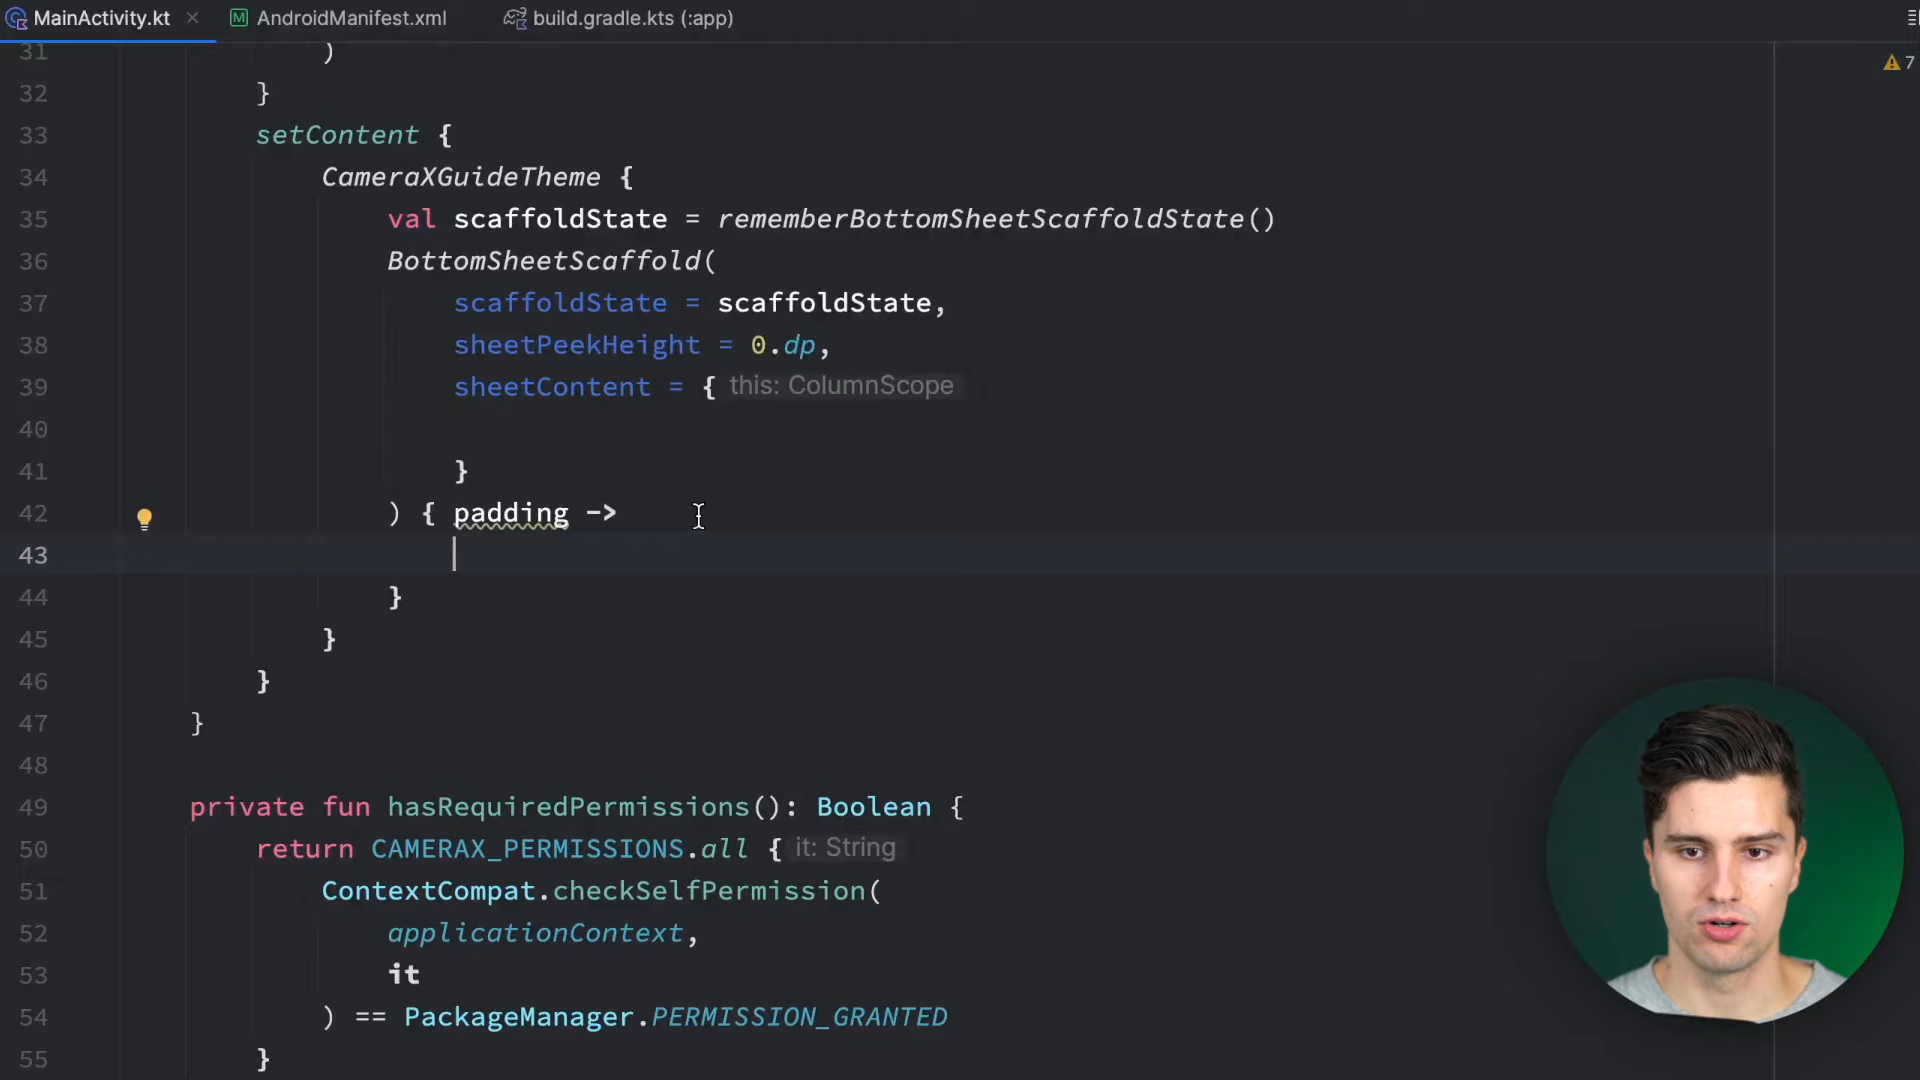 MainActivity.kt
AndroidManifest.xml
build.gradle.kts (:app)
7
31 )
32 }
33 setContent {
34 CameraXGuideTheme {
35 val scaffoldState = rememberBottomSheetScaffoldState()
36 BottomSheetScaffold(
37 scaffoldState = scaffoldState,
38 sheetPeekHeight = 0.dp,
39 sheetContent = { this: ColumnScope
40
41 }
42 ) { padding ->
43
44 }
45 }
46 }
47 }
48
49 private fun hasRequiredPermissions(): Boolean {
50 return CAMERAX_PERMISSIONS.all { it: String
51 ContextCompat.checkSelfPermission(
52 applicationContext,
53 it
54 ) == PackageManager.PERMISSION_GRANTED
55 }